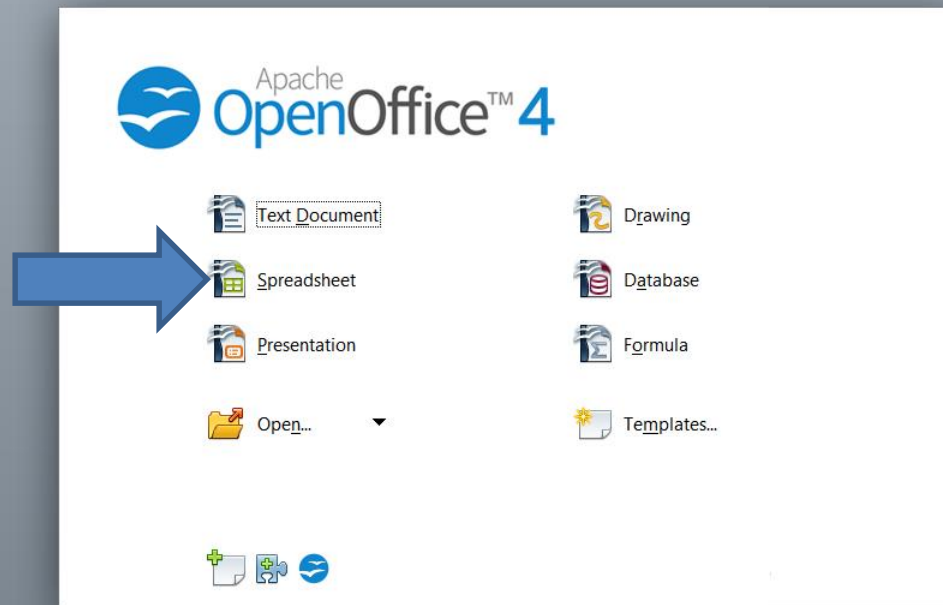 Apache
OpenOffice™ 4
Text Document
Drawing
Spreadsheet
Database
Presentation
Formula
Open...
Templates...